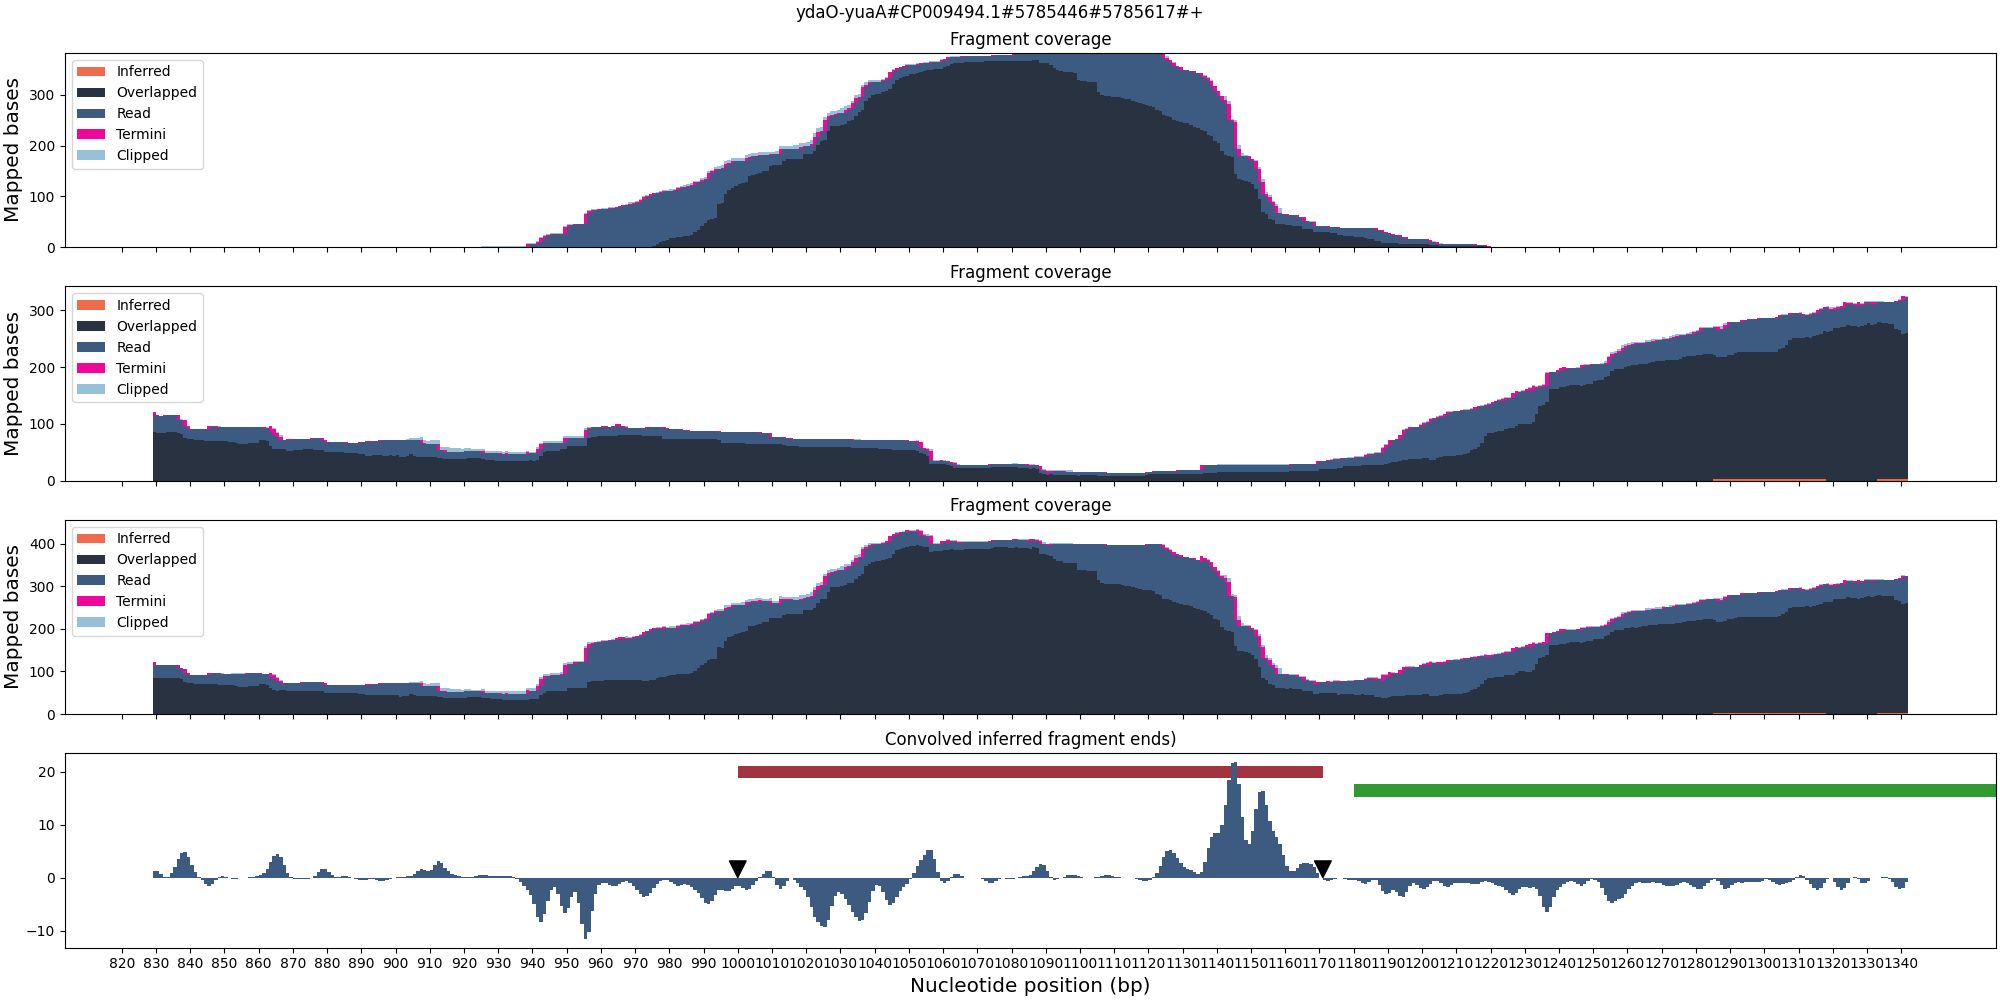 ydaO-yuaA#CP009494.1#5785446#5785617#+
Fragment coverage
Mapped bases
300
200
100
0
Inferred
Overlapped
Read
Termini
Clipped
Fragment coverage
Mapped bases
300
200
100
0
Inferred
Overlapped
Read
Termini
Clipped
Fragment coverage
Mapped bases
400
300
200
100
0
Inferred
Overlapped
Read
Termini
Clipped
Convolved inferred fragment ends)
20
10
0
−10
820 830 840 850 860 870 880 890 900 910 920 930 940 950 960 970 980 990 1000 1010 1020 1030 1040 1050 1060 1070 1080 1090 1100 1110 1120 1130 1140 1150 1160 1170 1180 1190 1200 1210 1220 1230 1240 1250 1260 1270 1280 1290 1300 1310 1320 1330 1340
Nucleotide position (bp)